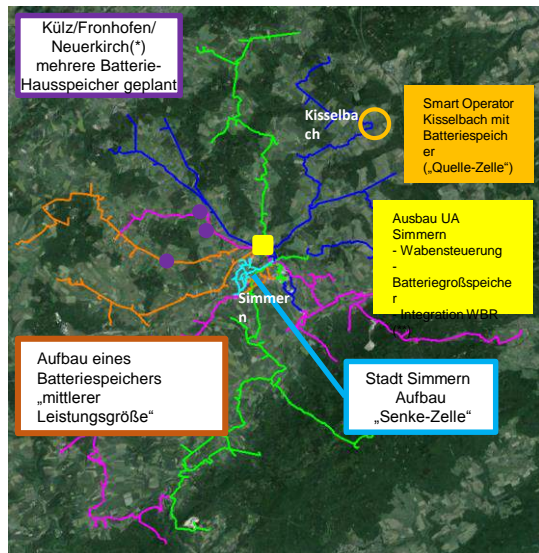 Külz/Fronhofen/
Neuerkirch(*)
mehrere Batterie-
Hausspeicher geplant
Kisselba
ch
Smart Operator
Kisselbach mit
Batteriespeich
er
(„Quelle-Zelle“)
Ausbau UA
Simmern
- Wabensteuerung
-
Batteriegroßspeiche
r
- Integration WBR
(*)
Simmer
n
Aufbau eines
Batteriespeichers
„mittlerer
Leistungsgröße“
Stadt Simmern
Aufbau
„Senke-Zelle“